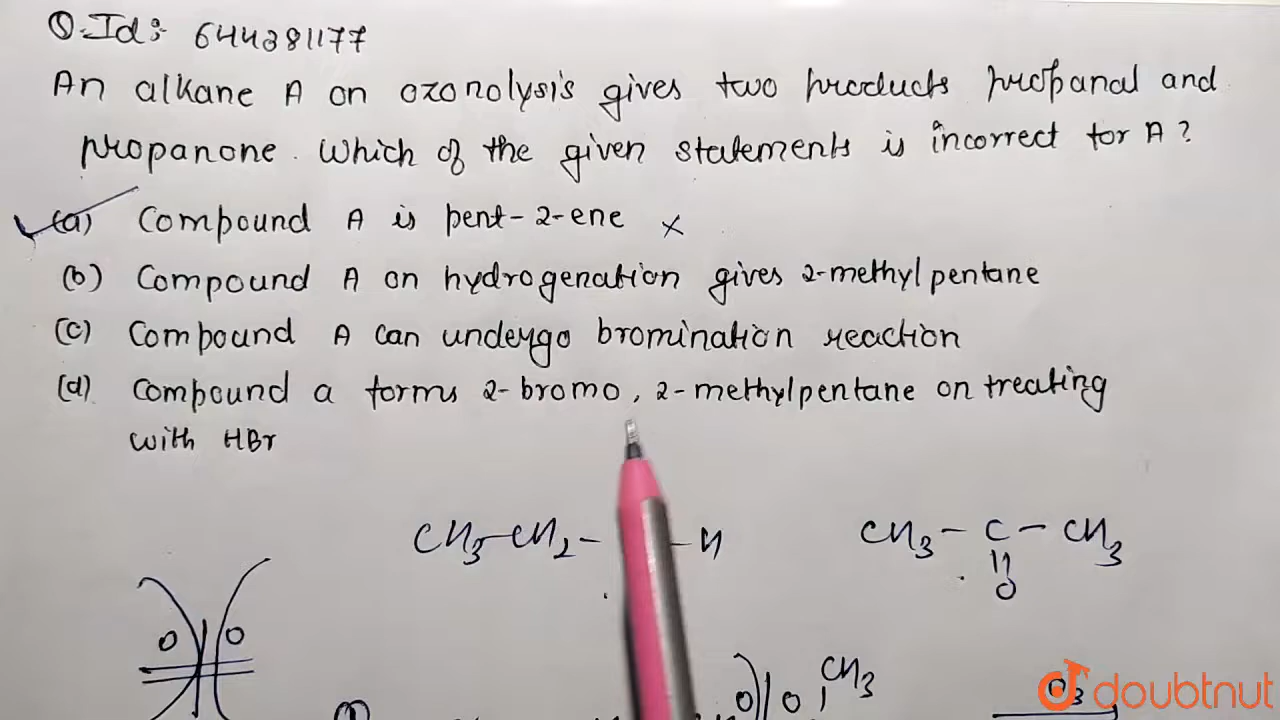 Q.Id:- 644381177
An alkane A on ozonolysis gives two products propanal and
propanone. Which of the given statements is incorrect for A?
(a) Compound A is pent-2-ene ×
(b) Compound A on hydrogenation gives 2-methylpentane
(c) Compound A can undergo bromination reaction
(d) Compound a forms 2-bromo, 2-methylpentane on treating
with HBr
CH3-CH2- -H CH3-C-CH3
O
O O
CH3
O O
O3
doubtnut